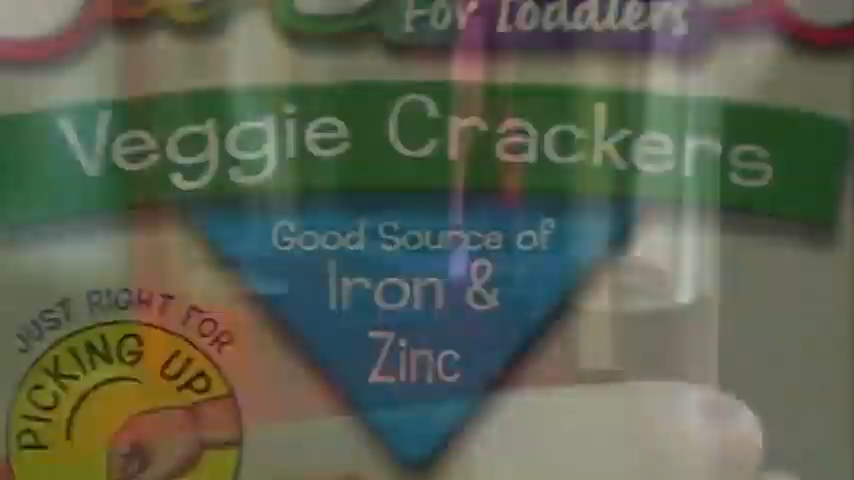 For Toddlers
Veggie Crackers
Good Source of
Iron &
Zinc
JUST RIGHT FOR
PICKING UP